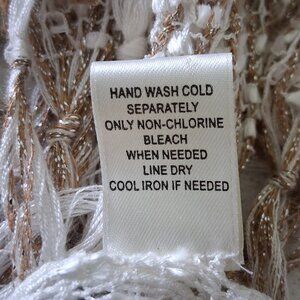 HAND WASH COLD
SEPARATELY
ONLY NON-CHLORINE
BLEACH
WHEN NEEDED
LINE DRY
COOL IRON IF NEEDED